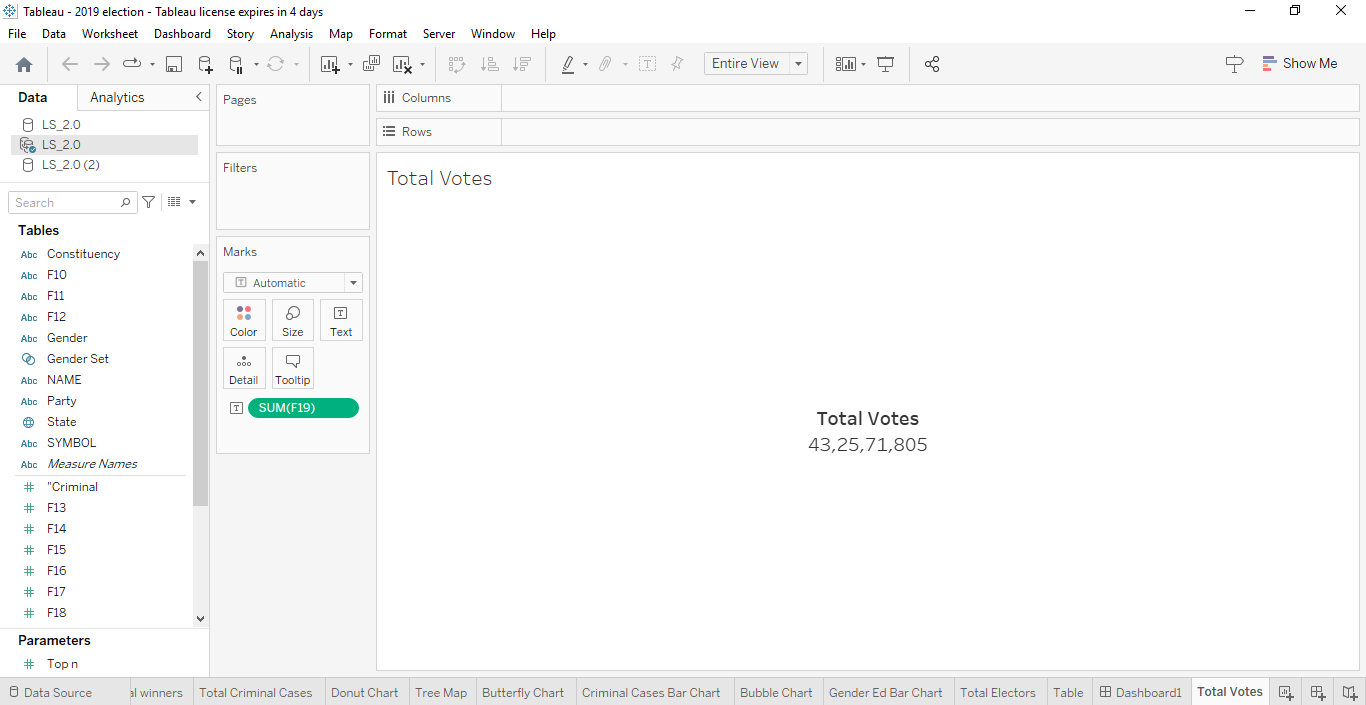 Tableau - 2019 election - Tableau license expires in 4 days
File Data Worksheet Dashboard Story Analysis Map Format Server Window Help
Entire View
Show Me
Data Analytics
LS_2.0
LS_2.0
LS_2.0 (2)
Search
Tables
Abc Constituency
Abc F10
Abc F11
Abc F12
Abc Gender
Gender Set
Abc NAME
Abc Party
State
Abc SYMBOL
Abc Measure Names
# "Criminal
# F13
# F14
# F15
# F16
# F17
# F18
Parameters
# Top n
Pages
Filters
Marks
T Automatic
Color Size T Text
Detail Tooltip
T SUM(F19)
Columns
Rows
Total Votes
Total Votes
43,25,71,805
Data Source al winners Total Criminal Cases Donut Chart Tree Map Butterfly Chart Criminal Cases Bar Chart Bubble Chart Gender Ed Bar Chart Total Electors Table Dashboard1 Total Votes